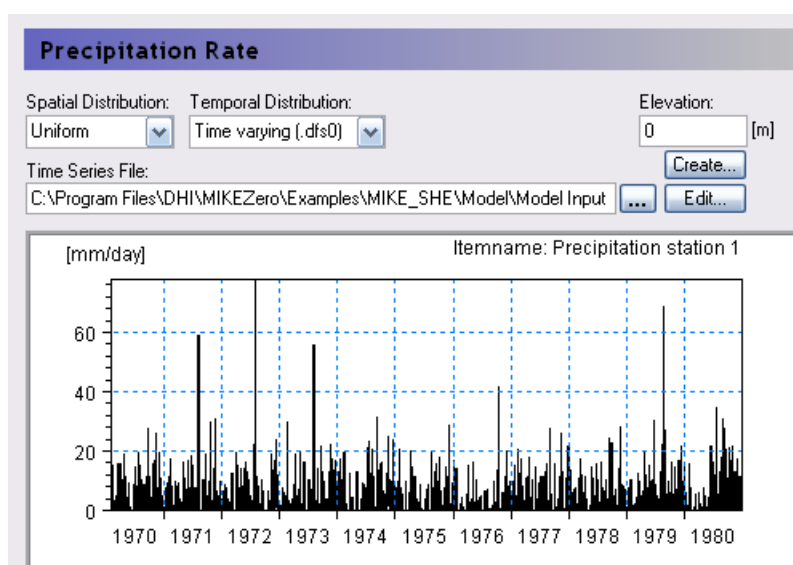 Precipitation Rate
Spatial Distribution: Temporal Distribution: Elevation:
Uniform Time varying (.dfs0) 0 [m]
Time Series File: Create...
C:\Program Files\DHI\MIKEZero\Examples\MIKE_SHE\Model\Model Input ... Edit...
[mm/day] Itemname: Precipitation station 1
60
40
20
0
1970 1971 1972 1973 1974 1975 1976 1977 1978 1979 1980